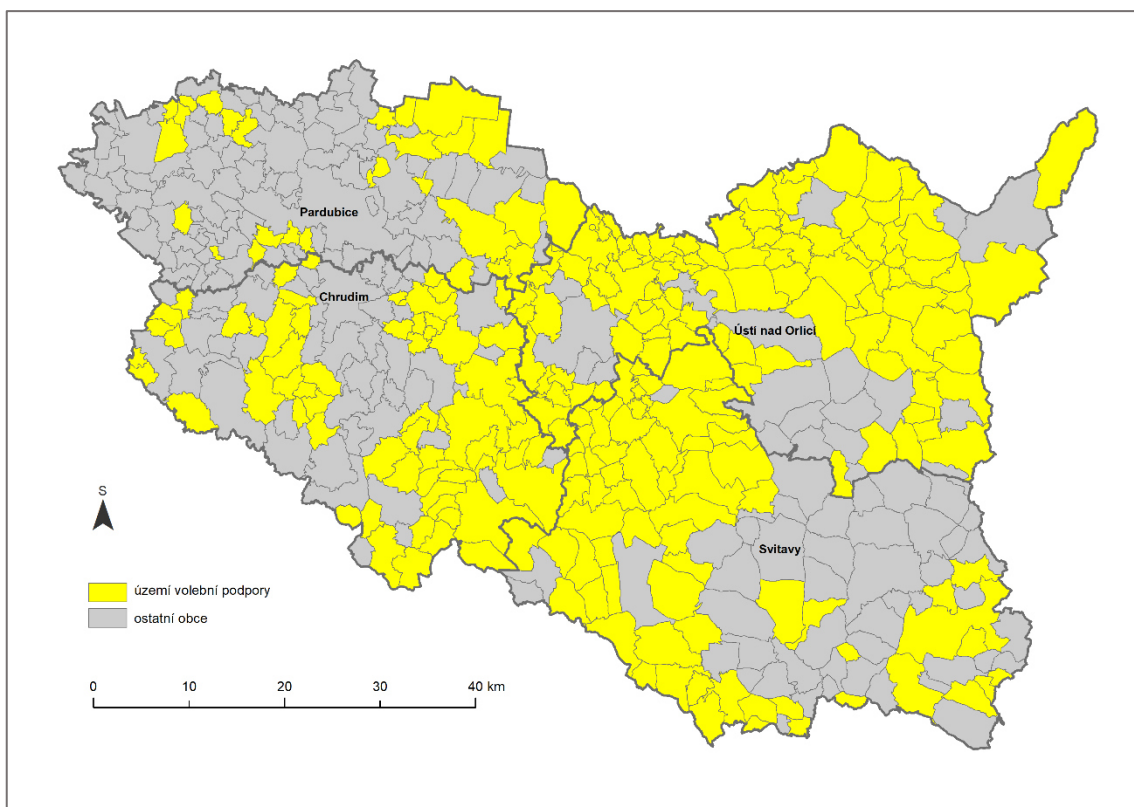 Pardubice
Chrudim
Ústí nad Orlicí
Svitavy
S
území volební podpory
ostatní obce
0 10 20 30 40 km